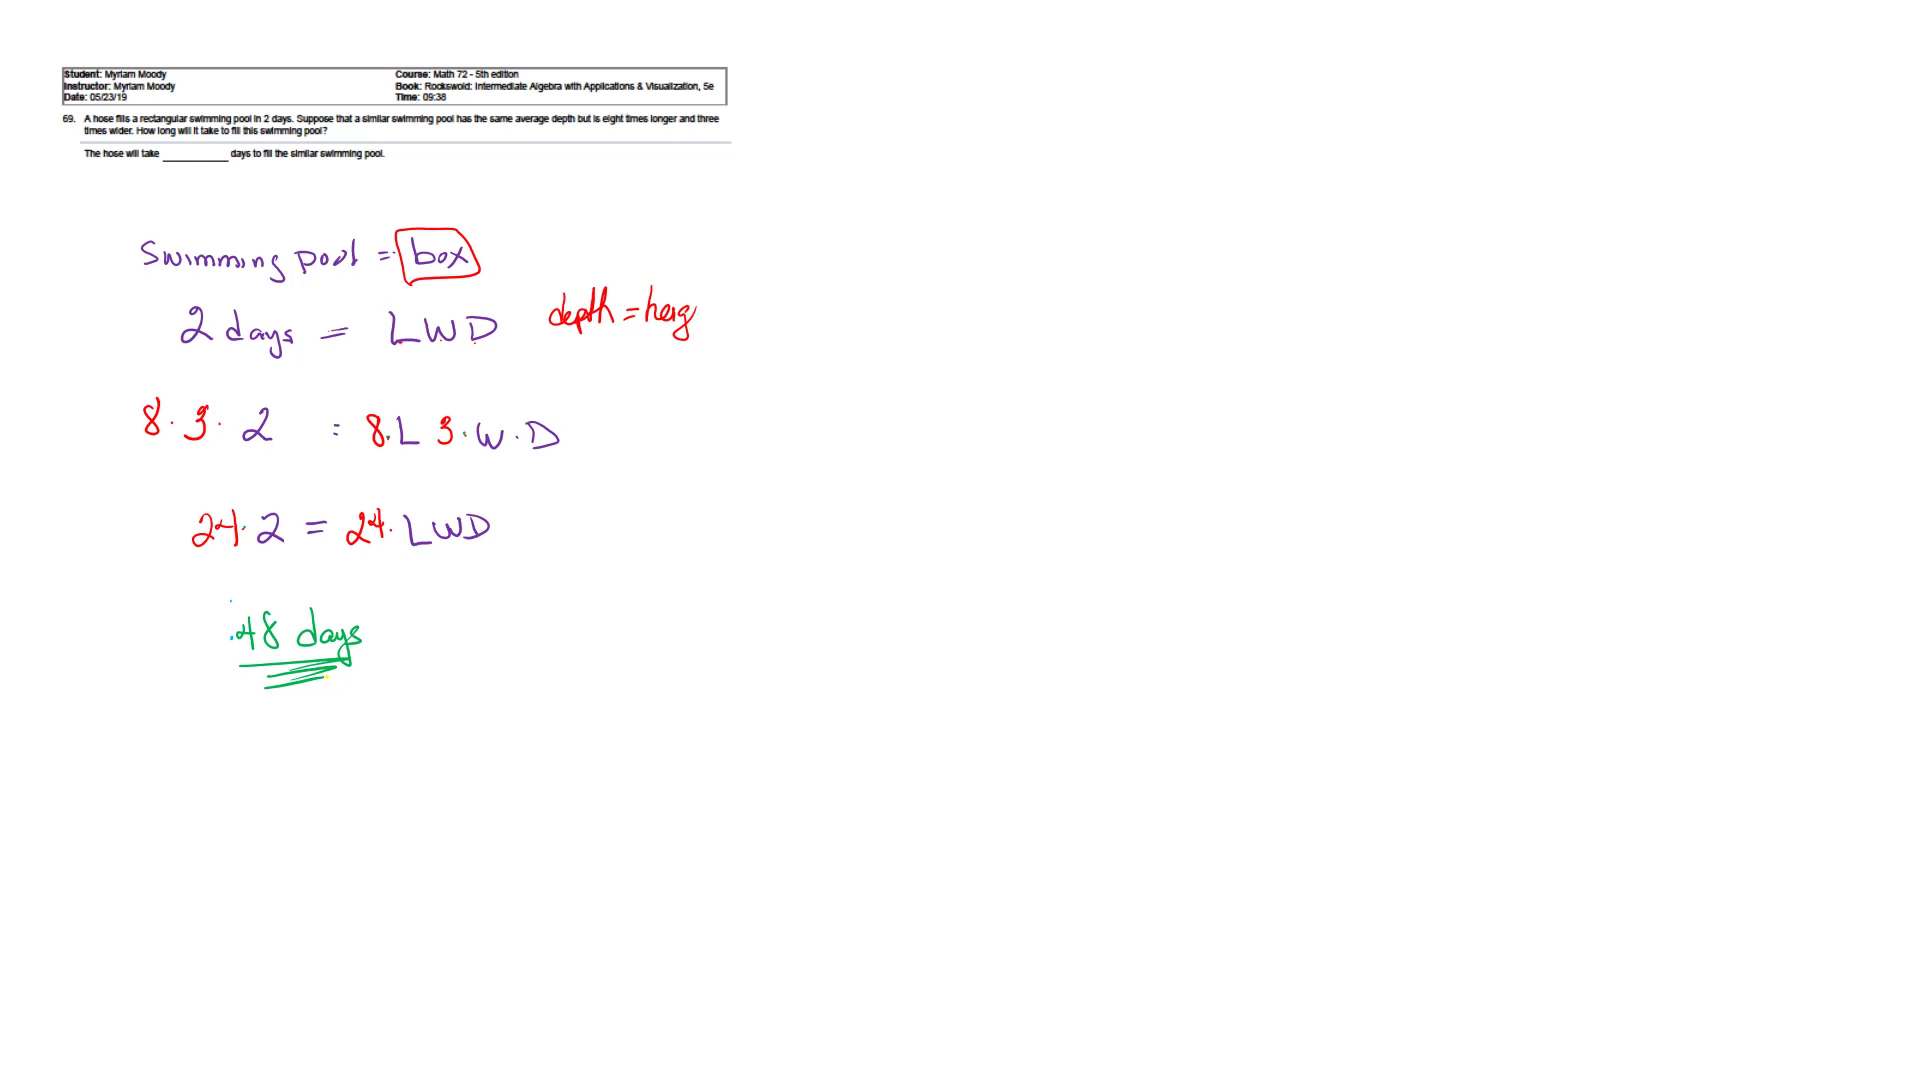 Student: Myriam Moody
Instructor: Myriam Moody
Date: 05/23/19
Course: Math 72 - 5th edition
Book: Rockswold: Intermediate Algebra with Applications & Visualization, 5e
Time: 09:38
69. A hose fills a rectangular swimming pool in 2 days. Suppose that a similar swimming pool has the same average depth but is eight times longer and three
times wider. How long will it take to fill this swimming pool?
The hose will take ____________ days to fill the similar swimming pool.
Swimming pool = box
2 days = LWD
depth = heig
8 · 3 · 2 = 8 · L 3 · W · D
24 · 2 = 24 · LWD
48 days